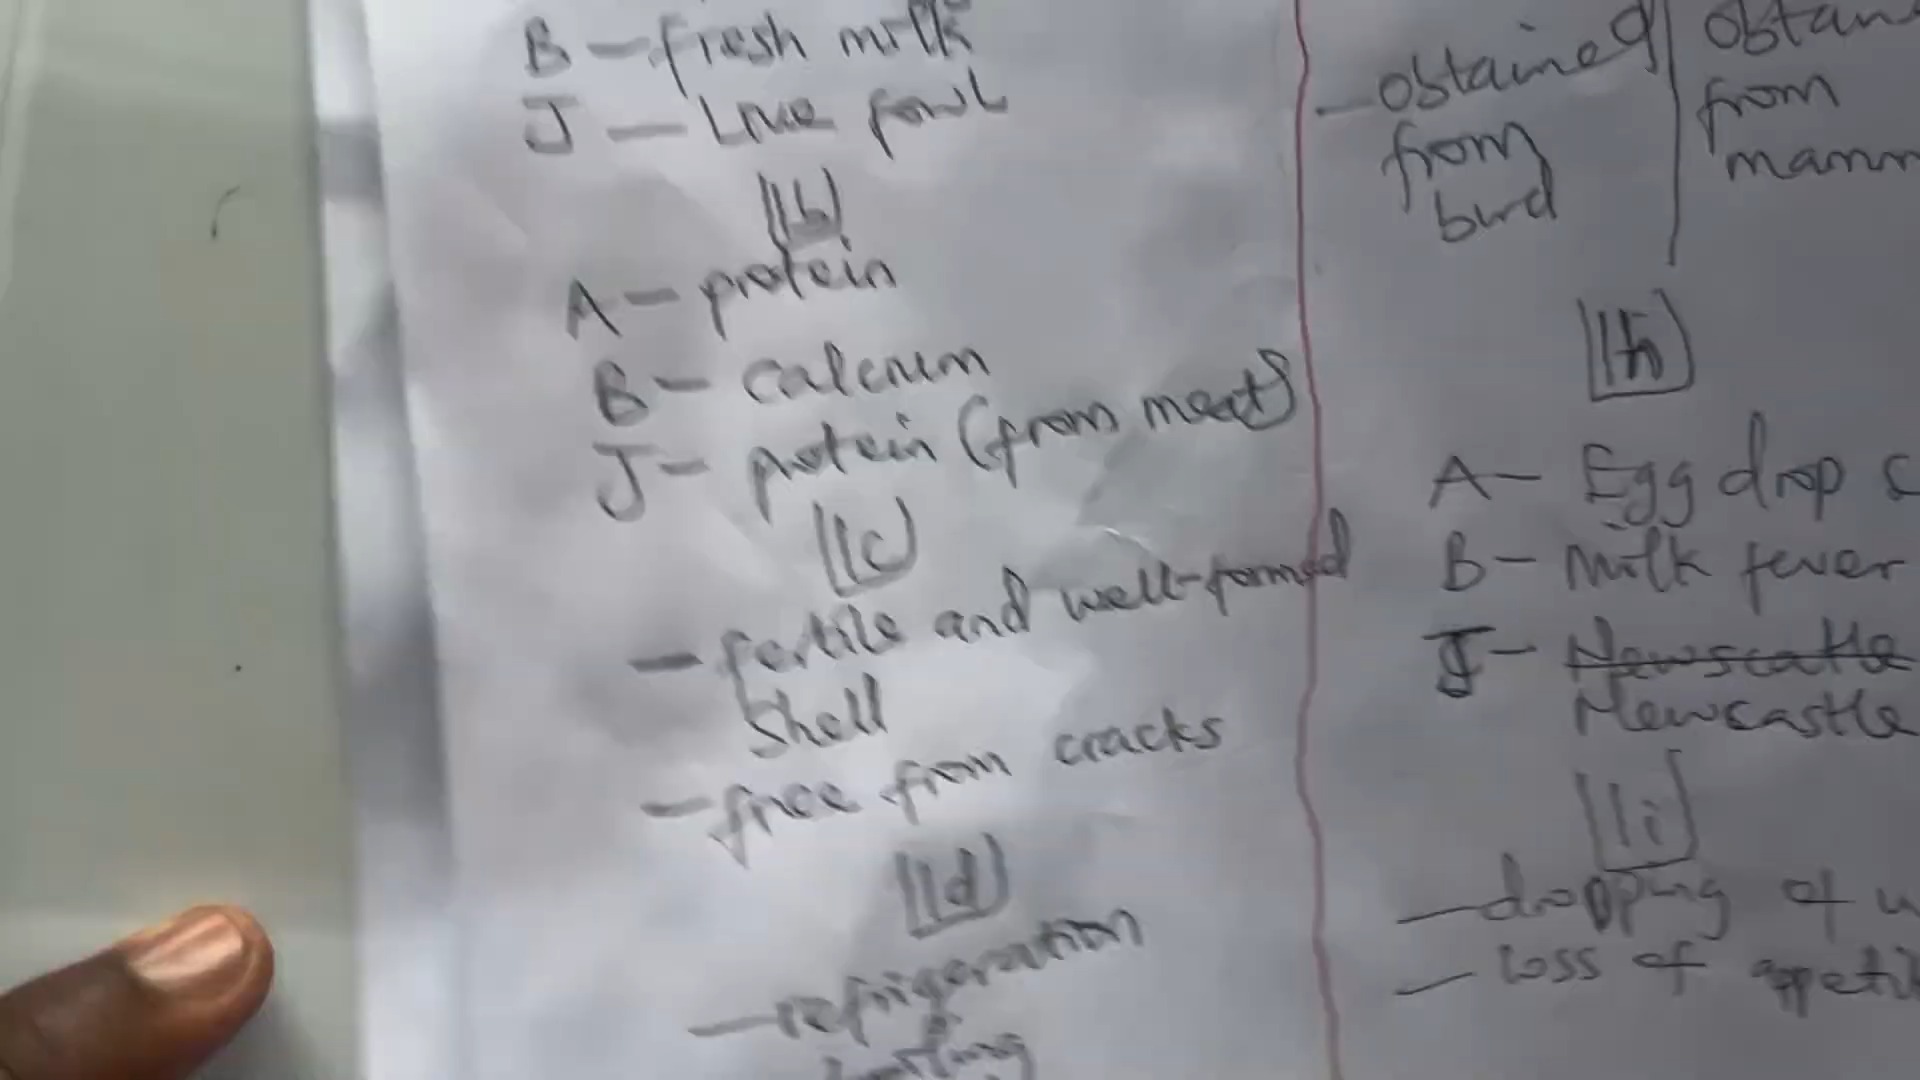 B — fresh milk
J — Live fowl
1b
A — protein
B — calcium
J — protein (from meat)
1c
— fertile and well-formed
shell
— free from cracks
1d
— refrigeration
— obtained
from
bird
obtain
from
mamm
1h
A — Egg drop s
B — Milk fever
J — Newscatle
Newcastle
1i
— dropping of w
— loss of appetit